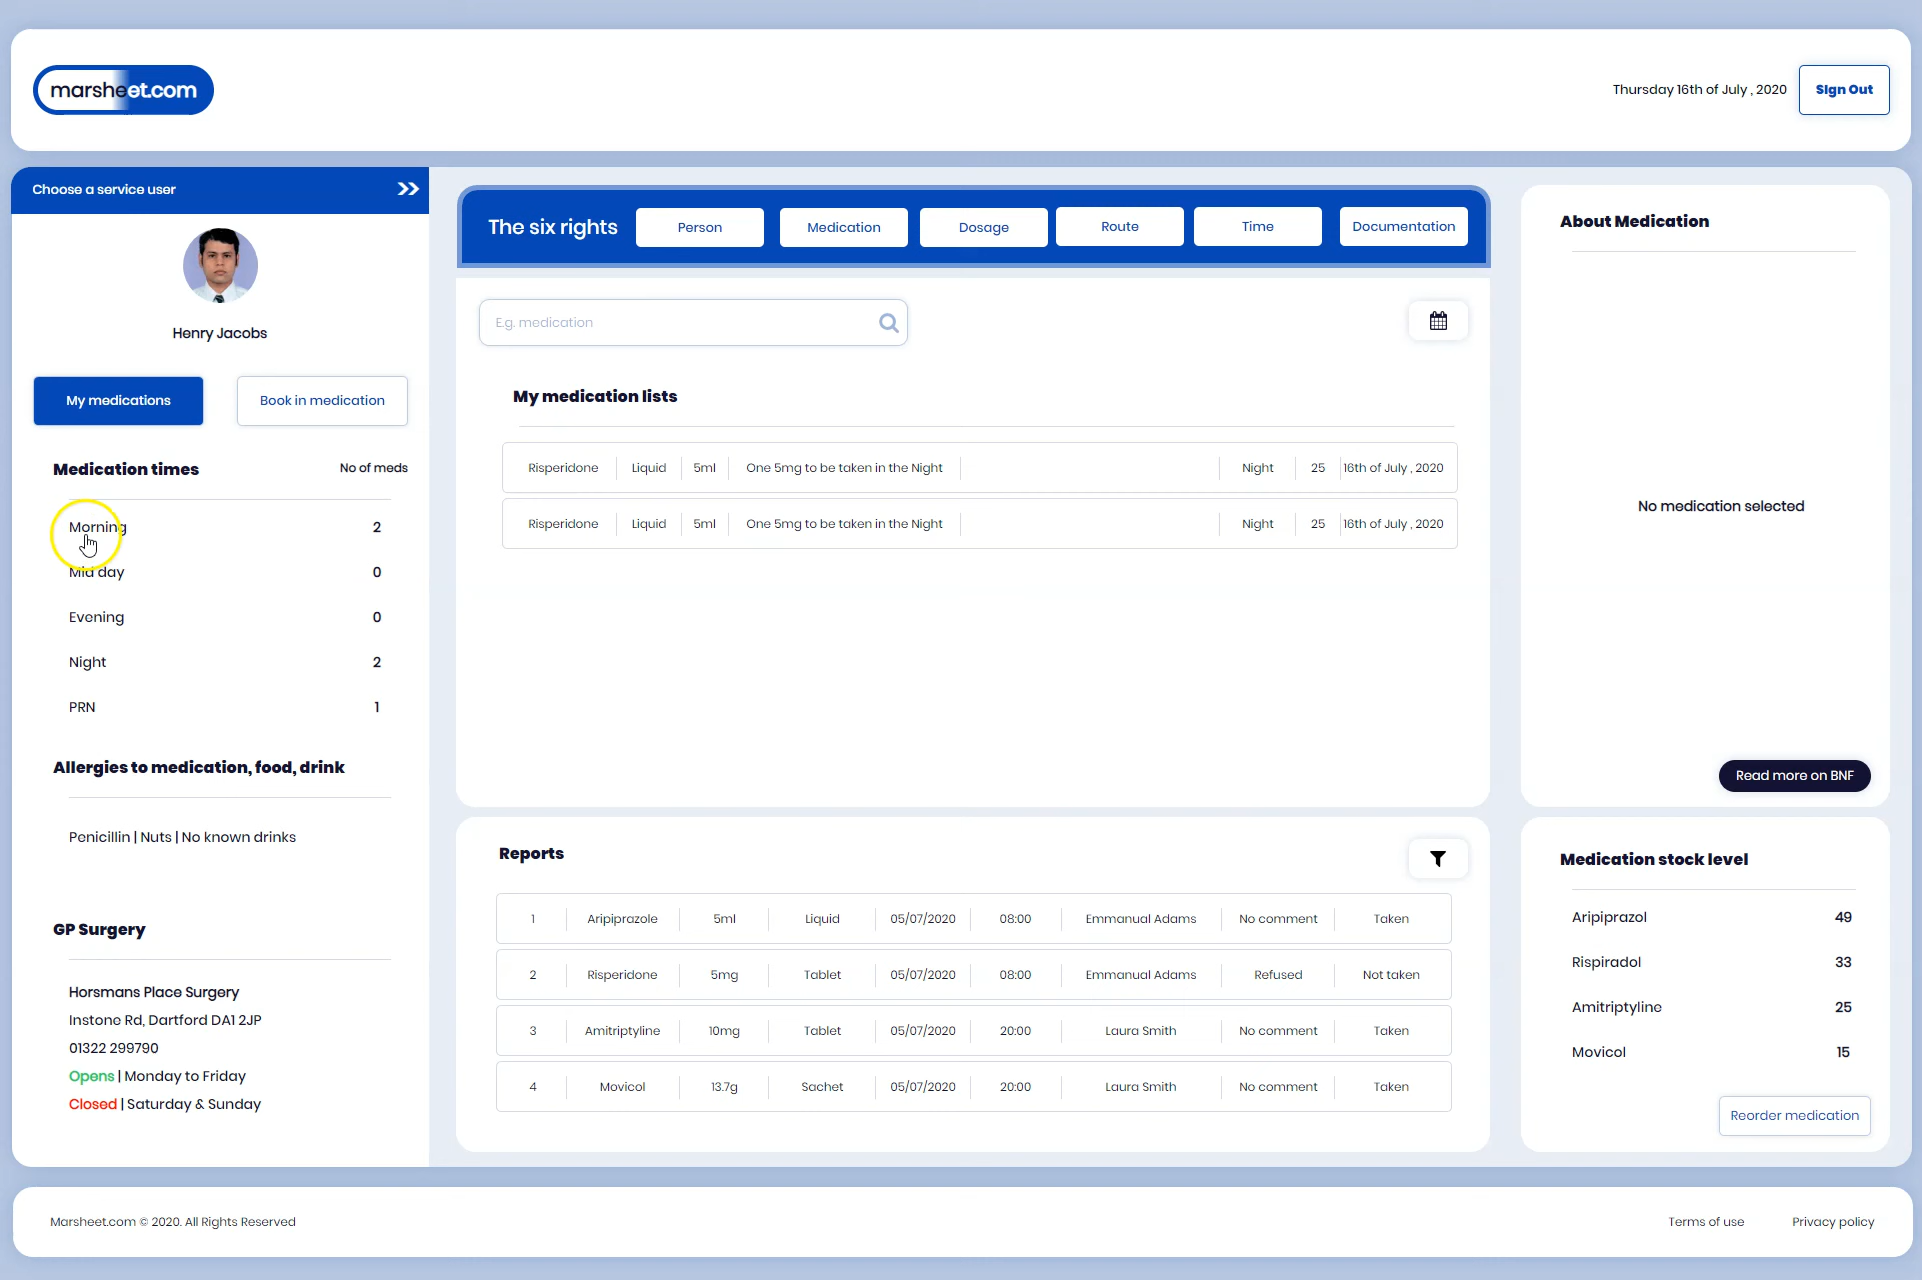 marsheet.com
Thursday 16th of July , 2020
SIgn Out
Choose a service user
Henry Jacobs
My medications
Book in medication
Medication times
No of meds
Morning 2
Mid day 0
Evening 0
Night 2
PRN 1
Allergies to medication, food, drink
Penicillin | Nuts | No known drinks
GP Surgery
Horsmans Place Surgery
Instone Rd, Dartford DA1 2JP
01322 299790
Opens | Monday to Friday
Closed | Saturday & Sunday
The six rights
Person
Medication
Dosage
Route
Time
Documentation
E.g. medication
My medication lists
Risperidone Liquid 5ml One 5mg to be taken in the Night Night 25 16th of July , 2020
Risperidone Liquid 5ml One 5mg to be taken in the Night Night 25 16th of July , 2020
Reports
1 Aripiprazole 5ml Liquid 05/07/2020 08:00 Emmanual Adams No comment Taken
2 Risperidone 5mg Tablet 05/07/2020 08:00 Emmanual Adams Refused Not taken
3 Amitriptyline 10mg Tablet 05/07/2020 20:00 Laura Smith No comment Taken
4 Movicol 13.7g Sachet 05/07/2020 20:00 Laura Smith No comment Taken
About Medication
No medication selected
Read more on BNF
Medication stock level
Aripiprazol 49
Rispiradol 33
Amitriptyline 25
Movicol 15
Reorder medication
Marsheet.com © 2020. All Rights Reserved
Terms of use
Privacy policy